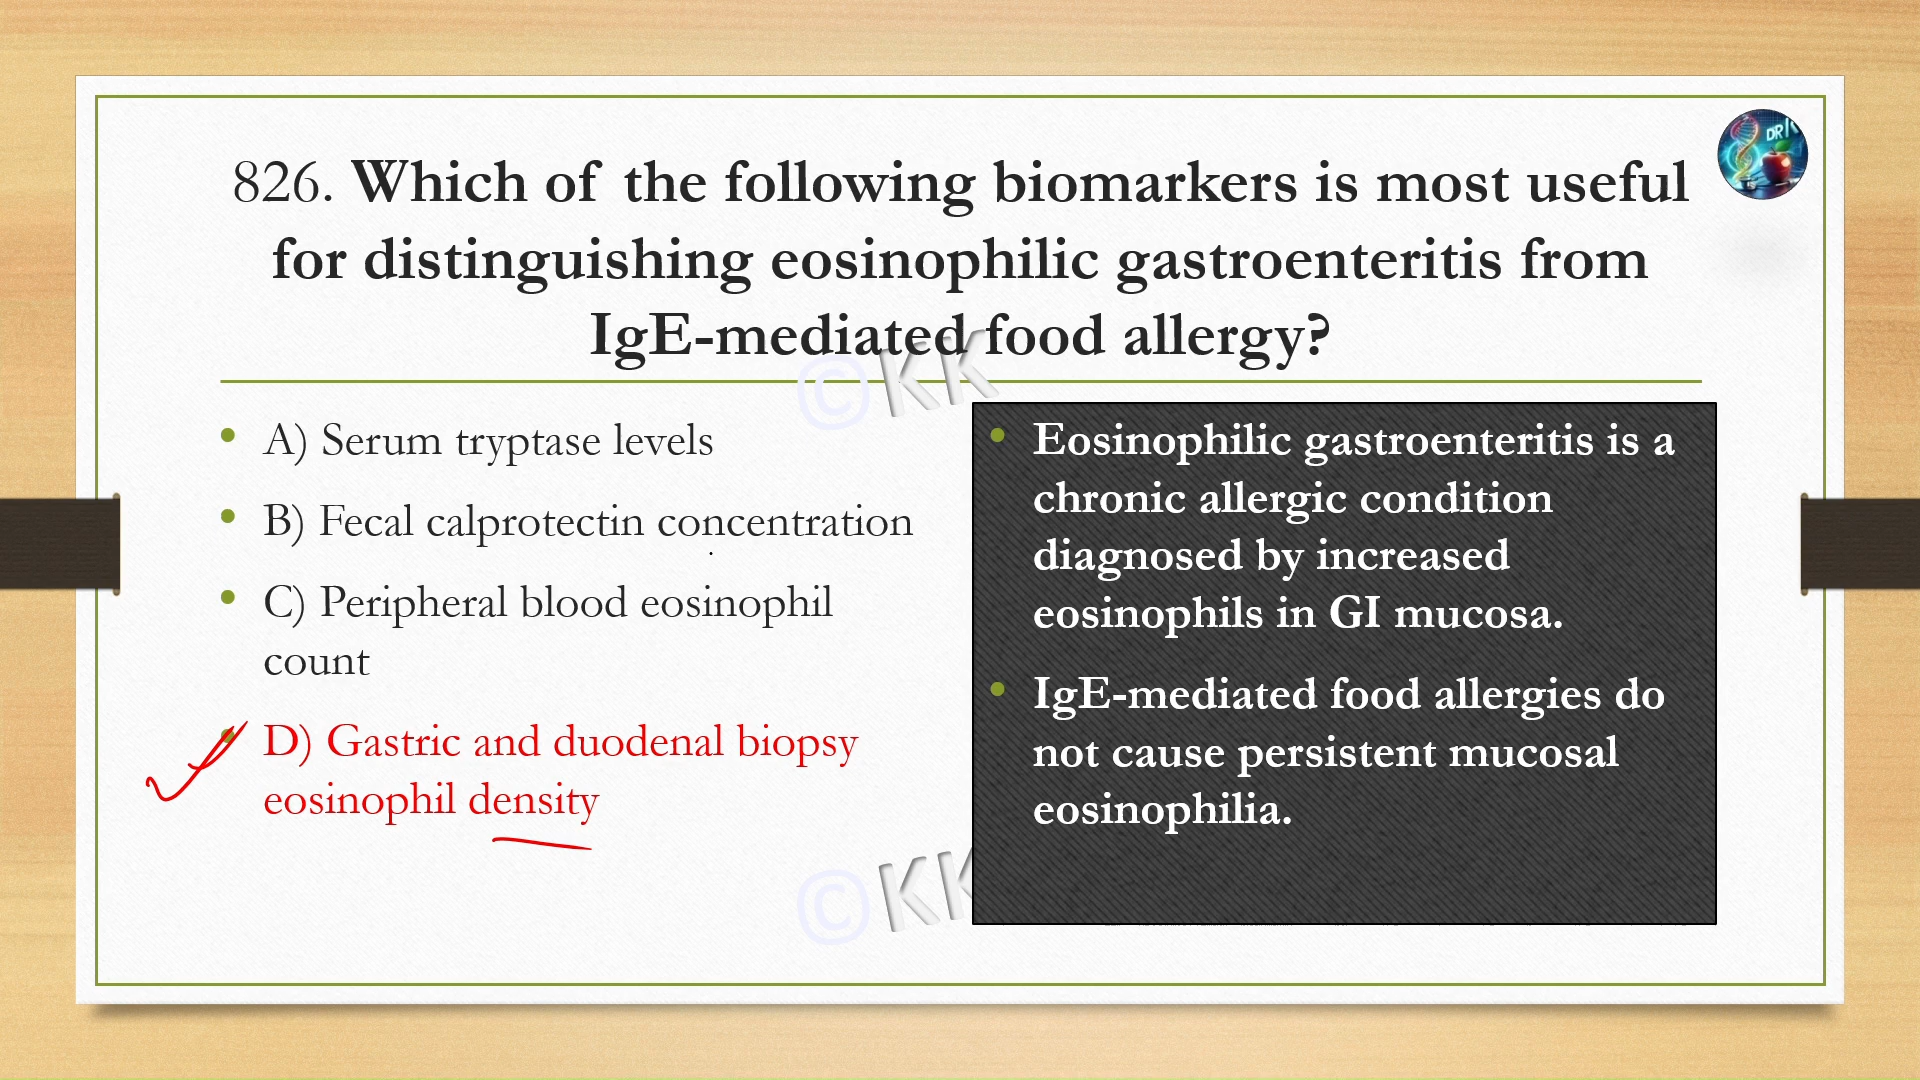 826. Which of the following biomarkers is most useful
for distinguishing eosinophilic gastroenteritis from
IgE-mediated food allergy?
©KK
• A) Serum tryptase levels
• B) Fecal calprotectin concentration
• C) Peripheral blood eosinophil
count
• D) Gastric and duodenal biopsy
eosinophil density
• Eosinophilic gastroenteritis is a
chronic allergic condition
diagnosed by increased
eosinophils in GI mucosa.
• IgE-mediated food allergies do
not cause persistent mucosal
eosinophilia.
©KK
DR